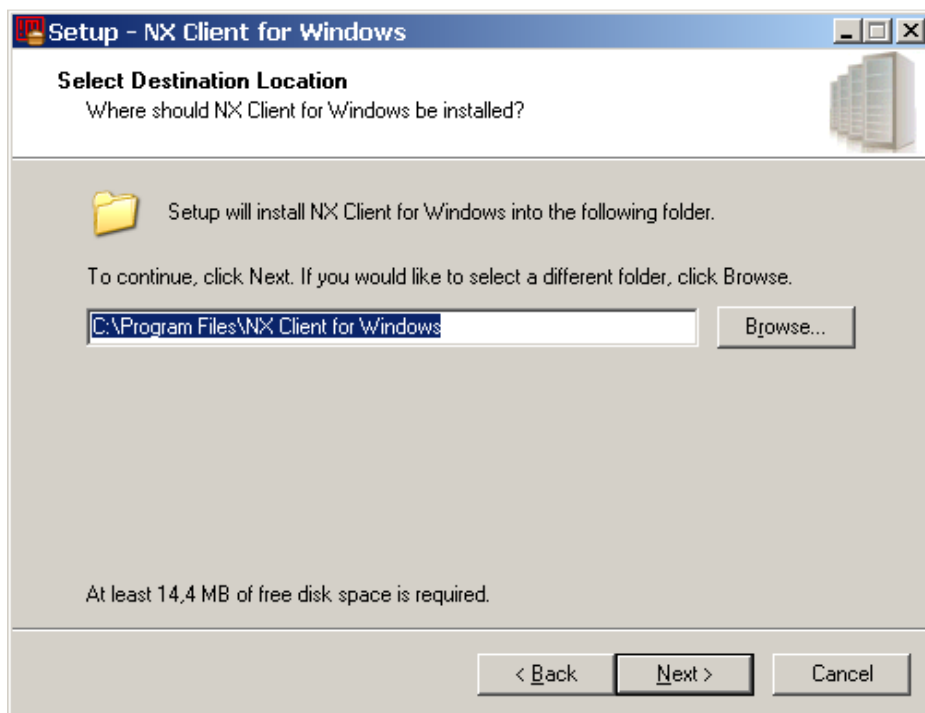 Setup - NX Client for Windows
Select Destination Location
Where should NX Client for Windows be installed?
Setup will install NX Client for Windows into the following folder.
To continue, click Next. If you would like to select a different folder, click Browse.
C:\Program Files\NX Client for Windows
Browse...
At least 14,4 MB of free disk space is required.
< Back
Next >
Cancel